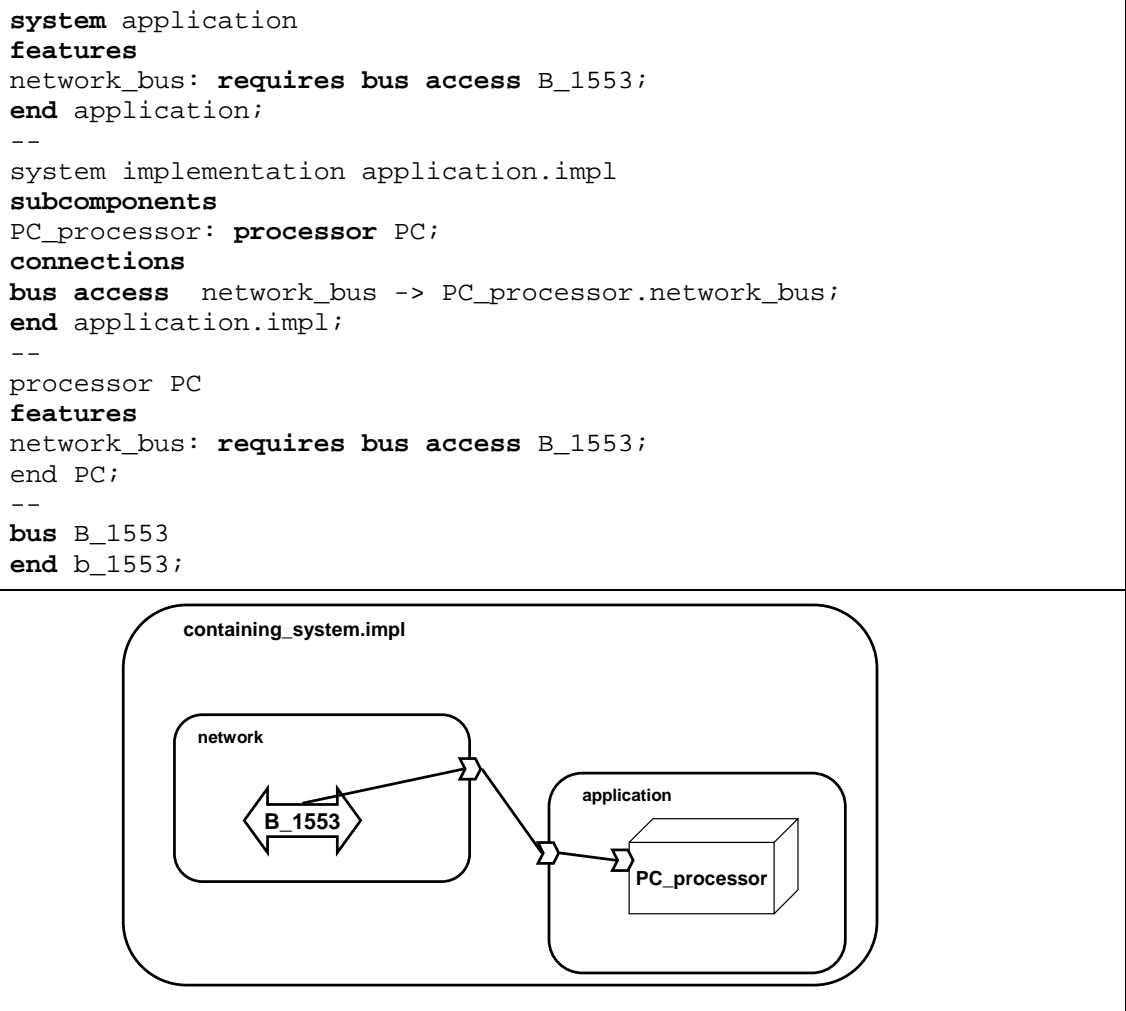 system application
features
network_bus: requires bus access B_1553;
end application;
--
system implementation application.impl
subcomponents
PC_processor: processor PC;
connections
bus access  network_bus -> PC_processor.network_bus;
end application.impl;
--
processor PC
features
network_bus: requires bus access B_1553;
end PC;
--
bus B_1553
end b_1553;
containing_system.impl
network
B_1553
application
PC_processor